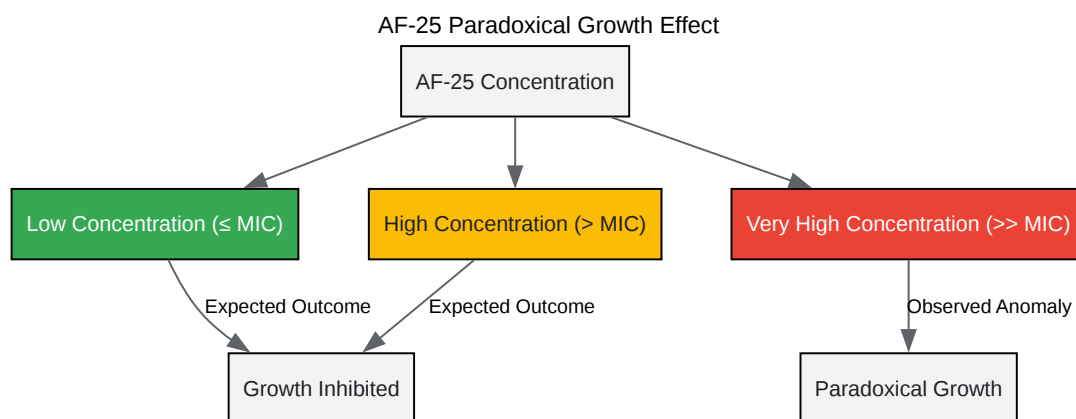 AF-25 Paradoxical Growth Effect
AF-25 Concentration
Low Concentration (≤ MIC)
High Concentration (> MIC)
Very High Concentration (>> MIC)
Expected Outcome
Expected Outcome
Observed Anomaly
Growth Inhibited
Paradoxical Growth